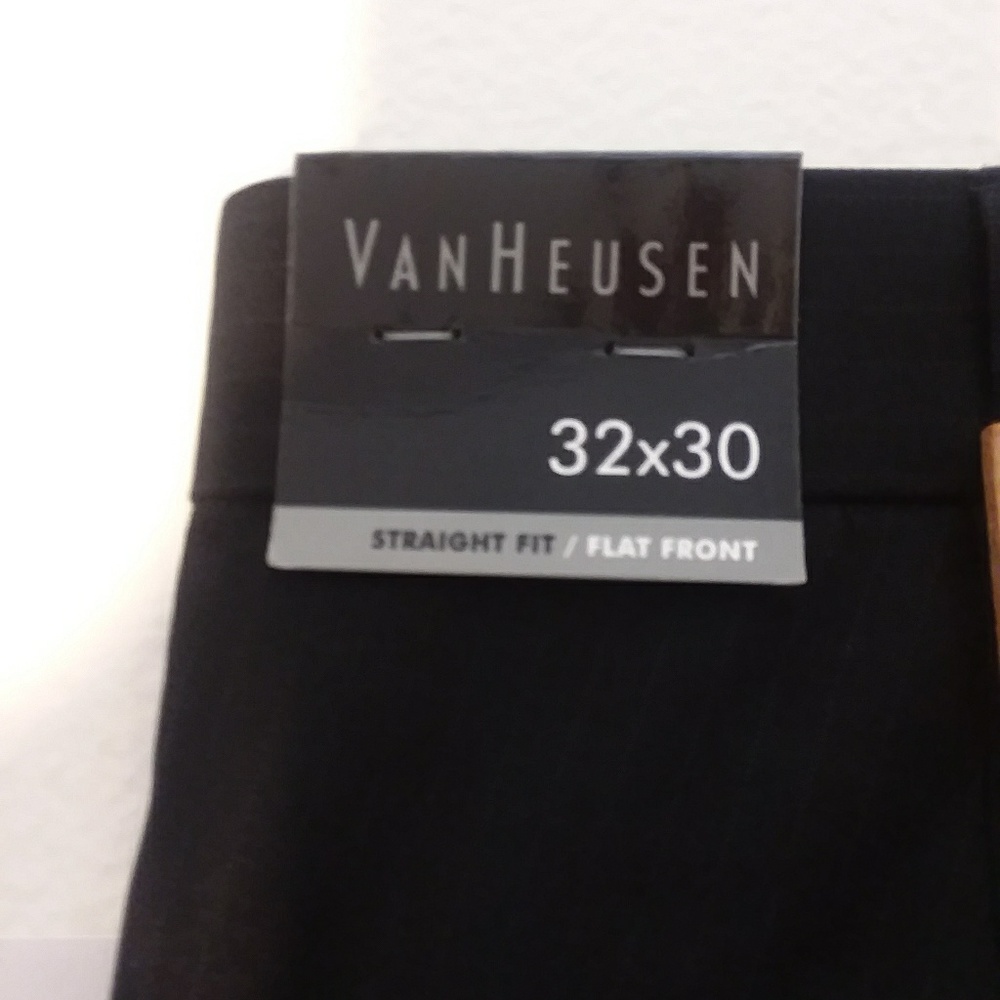 VANHEUSEN
32x30
STRAIGHT FIT / FLAT FRONT